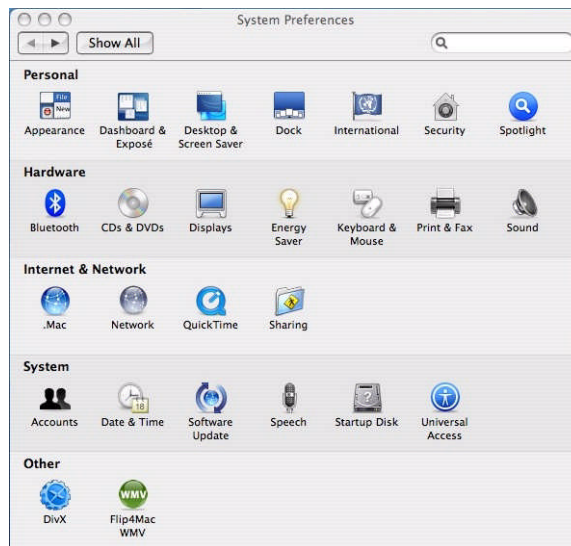 System Preferences
Show All
Personal
File
New
Appearance
Dashboard &
Exposé
Desktop &
Screen Saver
Dock
International
Security
Spotlight
Hardware
Bluetooth
CDs & DVDs
Displays
Energy
Saver
Keyboard &
Mouse
Print & Fax
Sound
Internet & Network
.Mac
Network
QuickTime
Sharing
System
18
?
Accounts
Date & Time
Software
Update
Speech
Startup Disk
Universal
Access
Other
WMV
DivX
Flip4Mac
WMV